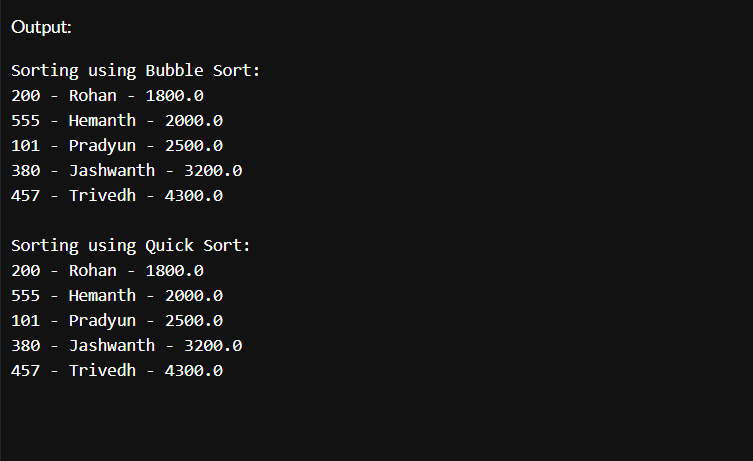 Output:
Sorting using Bubble Sort:
200 - Rohan - 1800.0
555 - Hemanth - 2000.0
101 - Pradyun - 2500.0
380 - Jashwanth - 3200.0
457 - Trivedh - 4300.0
Sorting using Quick Sort:
200 - Rohan - 1800.0
555 - Hemanth - 2000.0
101 - Pradyun - 2500.0
380 - Jashwanth - 3200.0
457 - Trivedh - 4300.0